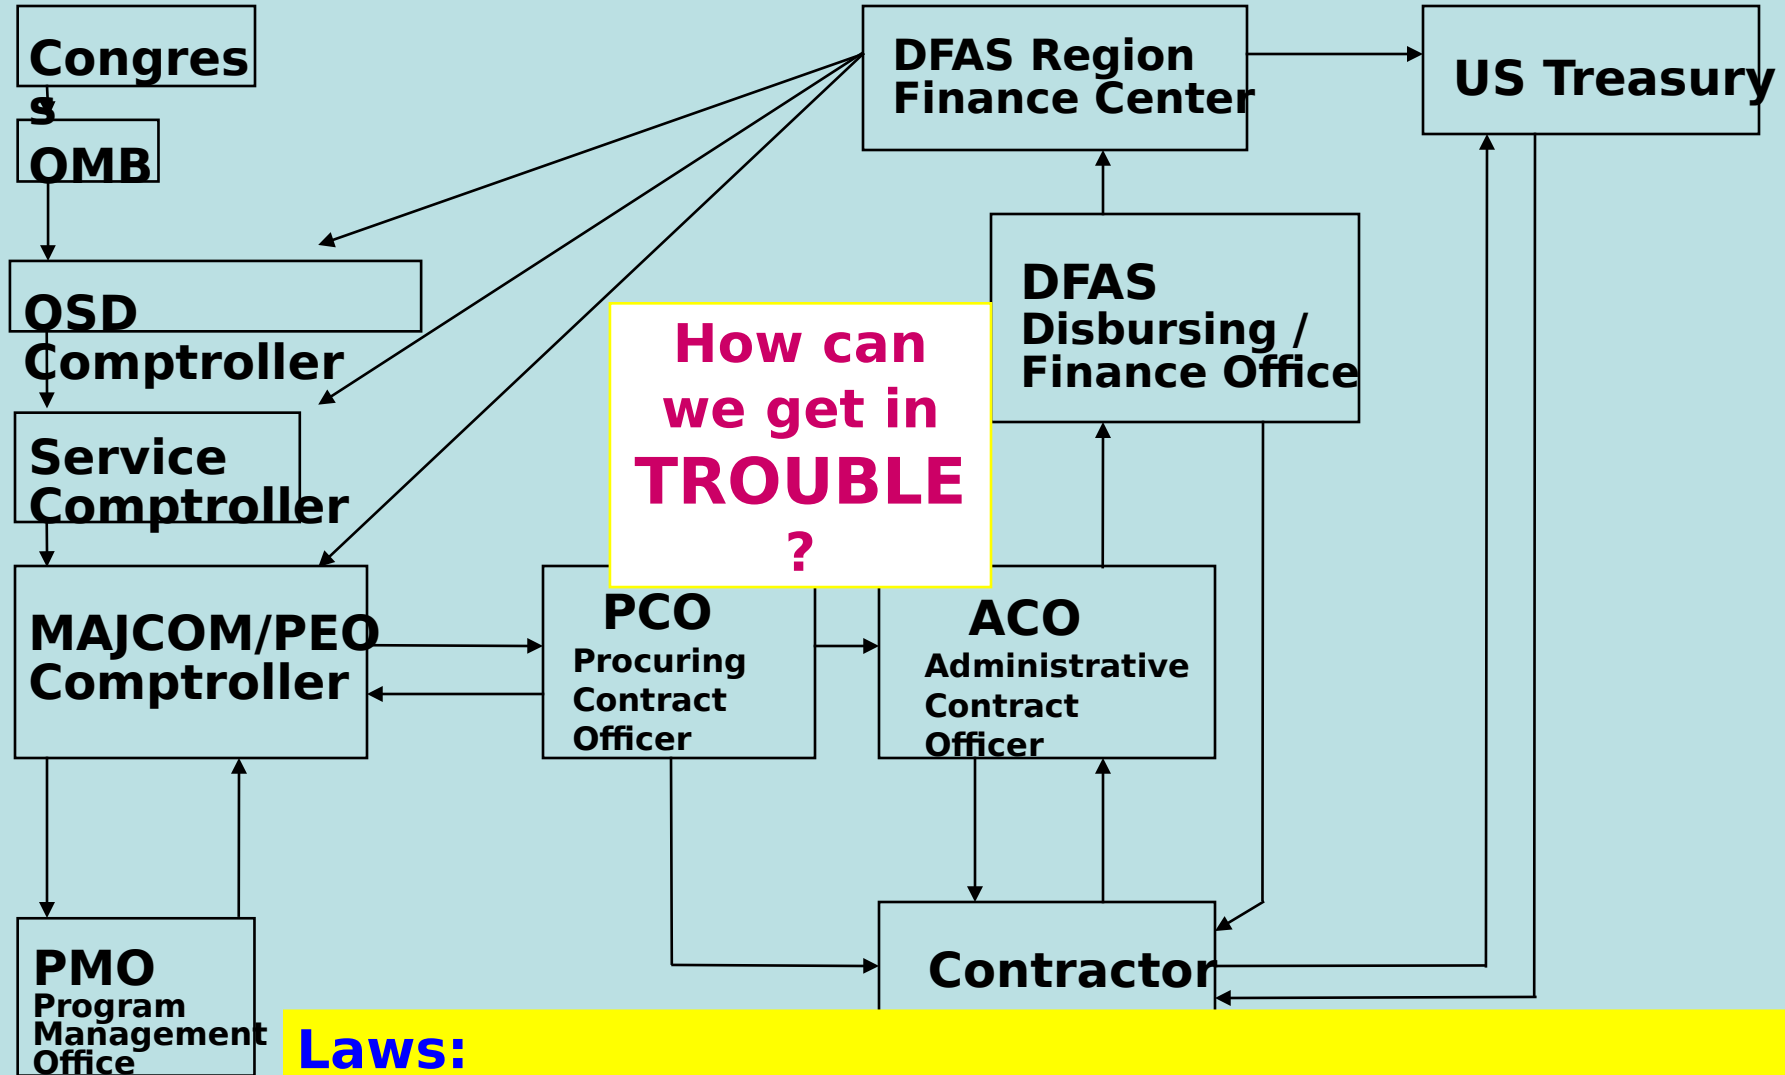 Congres
s
OMB
OSD
Comptroller
Service
Comptroller
MAJCOM/PEO
Comptroller
PMO
Program
Management
Office
DFAS Region
Finance Center
US Treasury
DFAS
Disbursing /
Finance Office
How can
we get in
TROUBLE
?
PCO
Procuring
Contract
Officer
ACO
Administrative
Contract
Officer
Contractor
Laws: